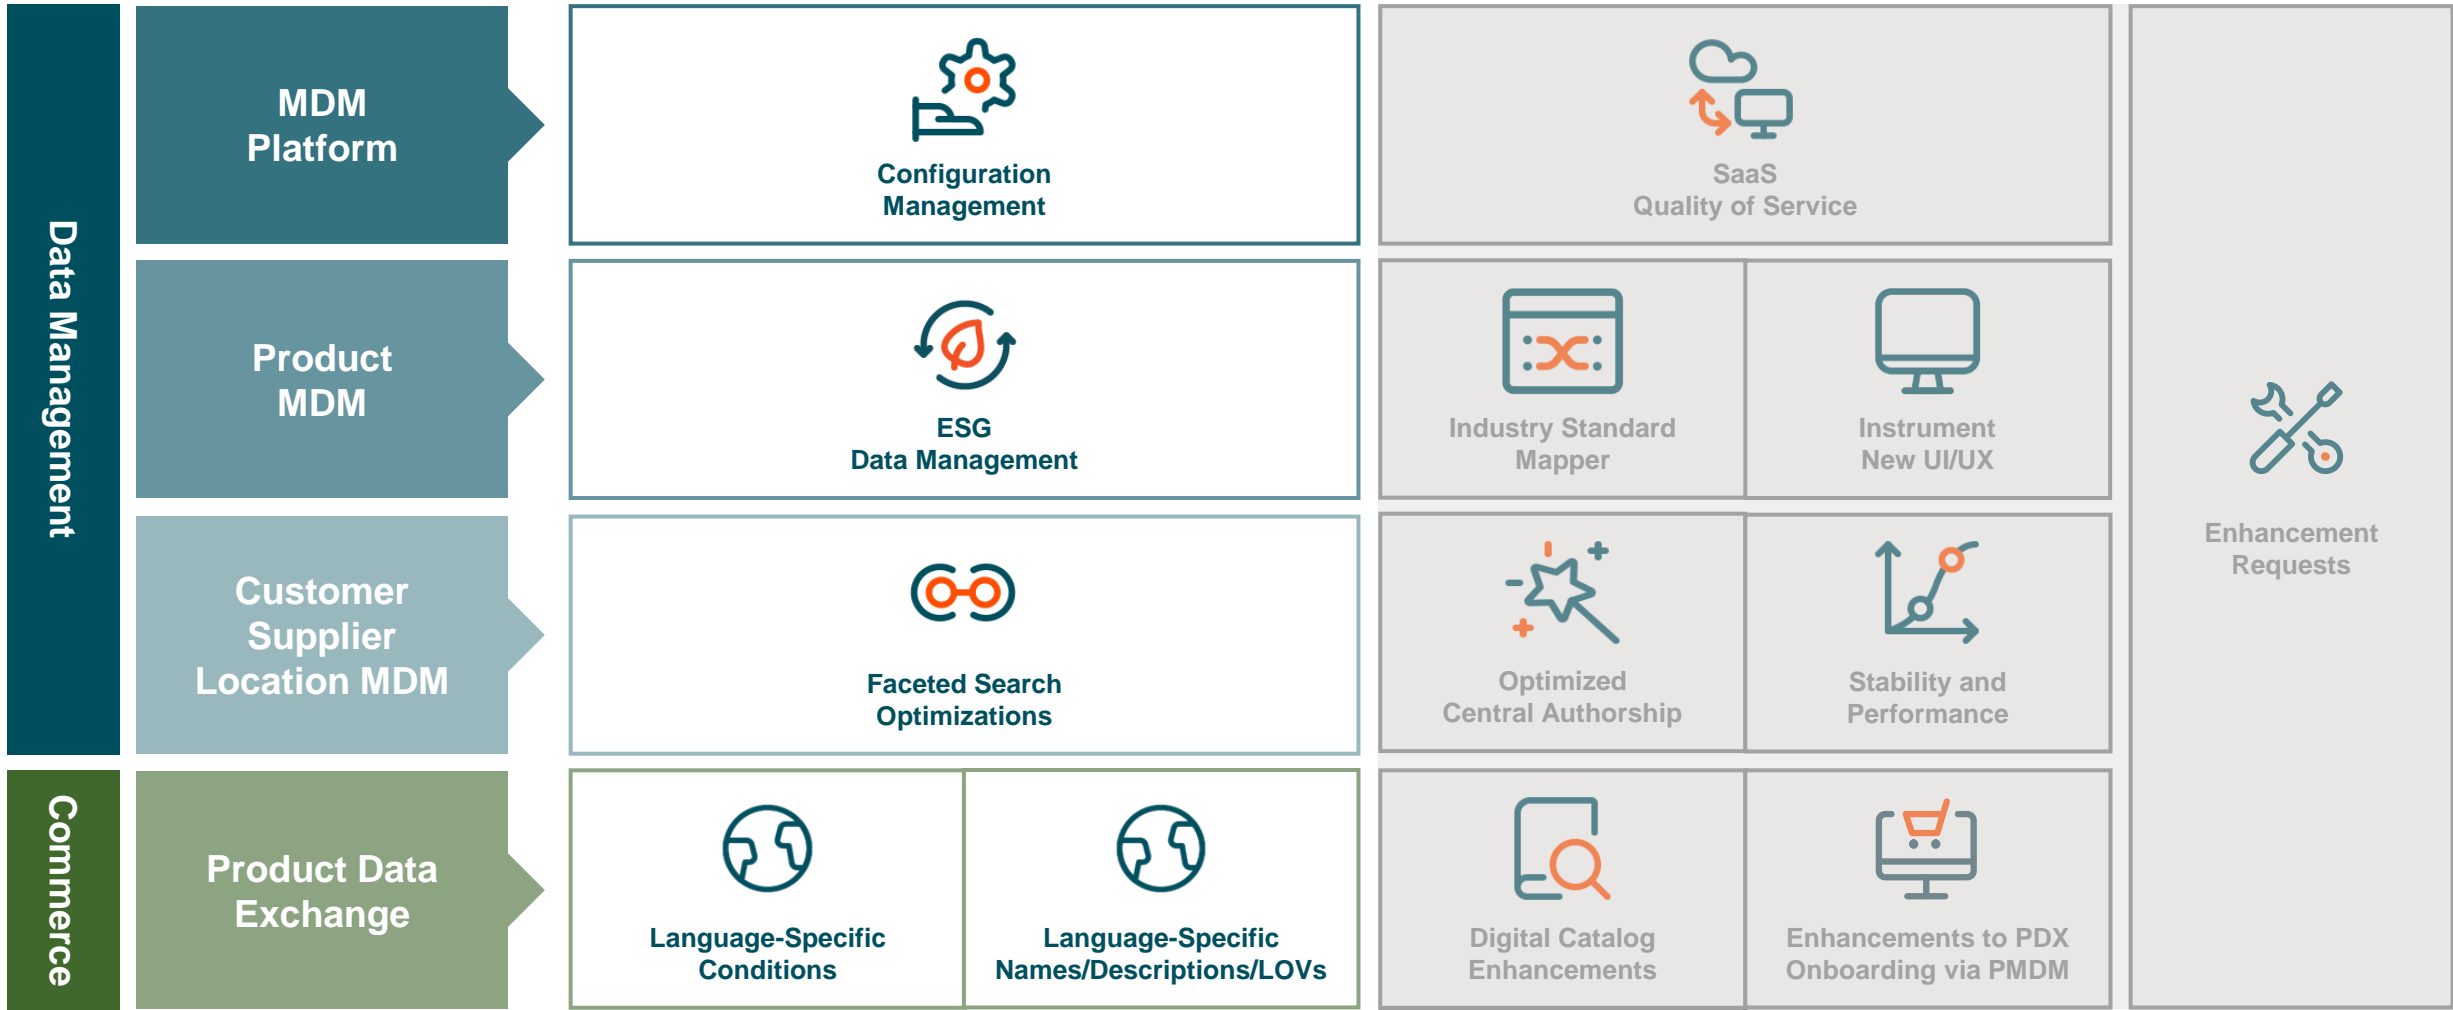 Data Management
MDM
Platform
Configuration
Management
SaaS
Quality of Service
Product
MDM
ESG
Data Management
Industry Standard
Mapper
Instrument
New UI/UX
Enhancement
Requests
Customer
Supplier
Location MDM
Faceted Search
Optimizations
Optimized
Central Authorship
Stability and
Performance
Commerce
Product Data
Exchange
Language-Specific
Conditions
Language-Specific
Names/Descriptions/LOVs
Digital Catalog
Enhancements
Enhancements to PDX
Onboarding via PMDM